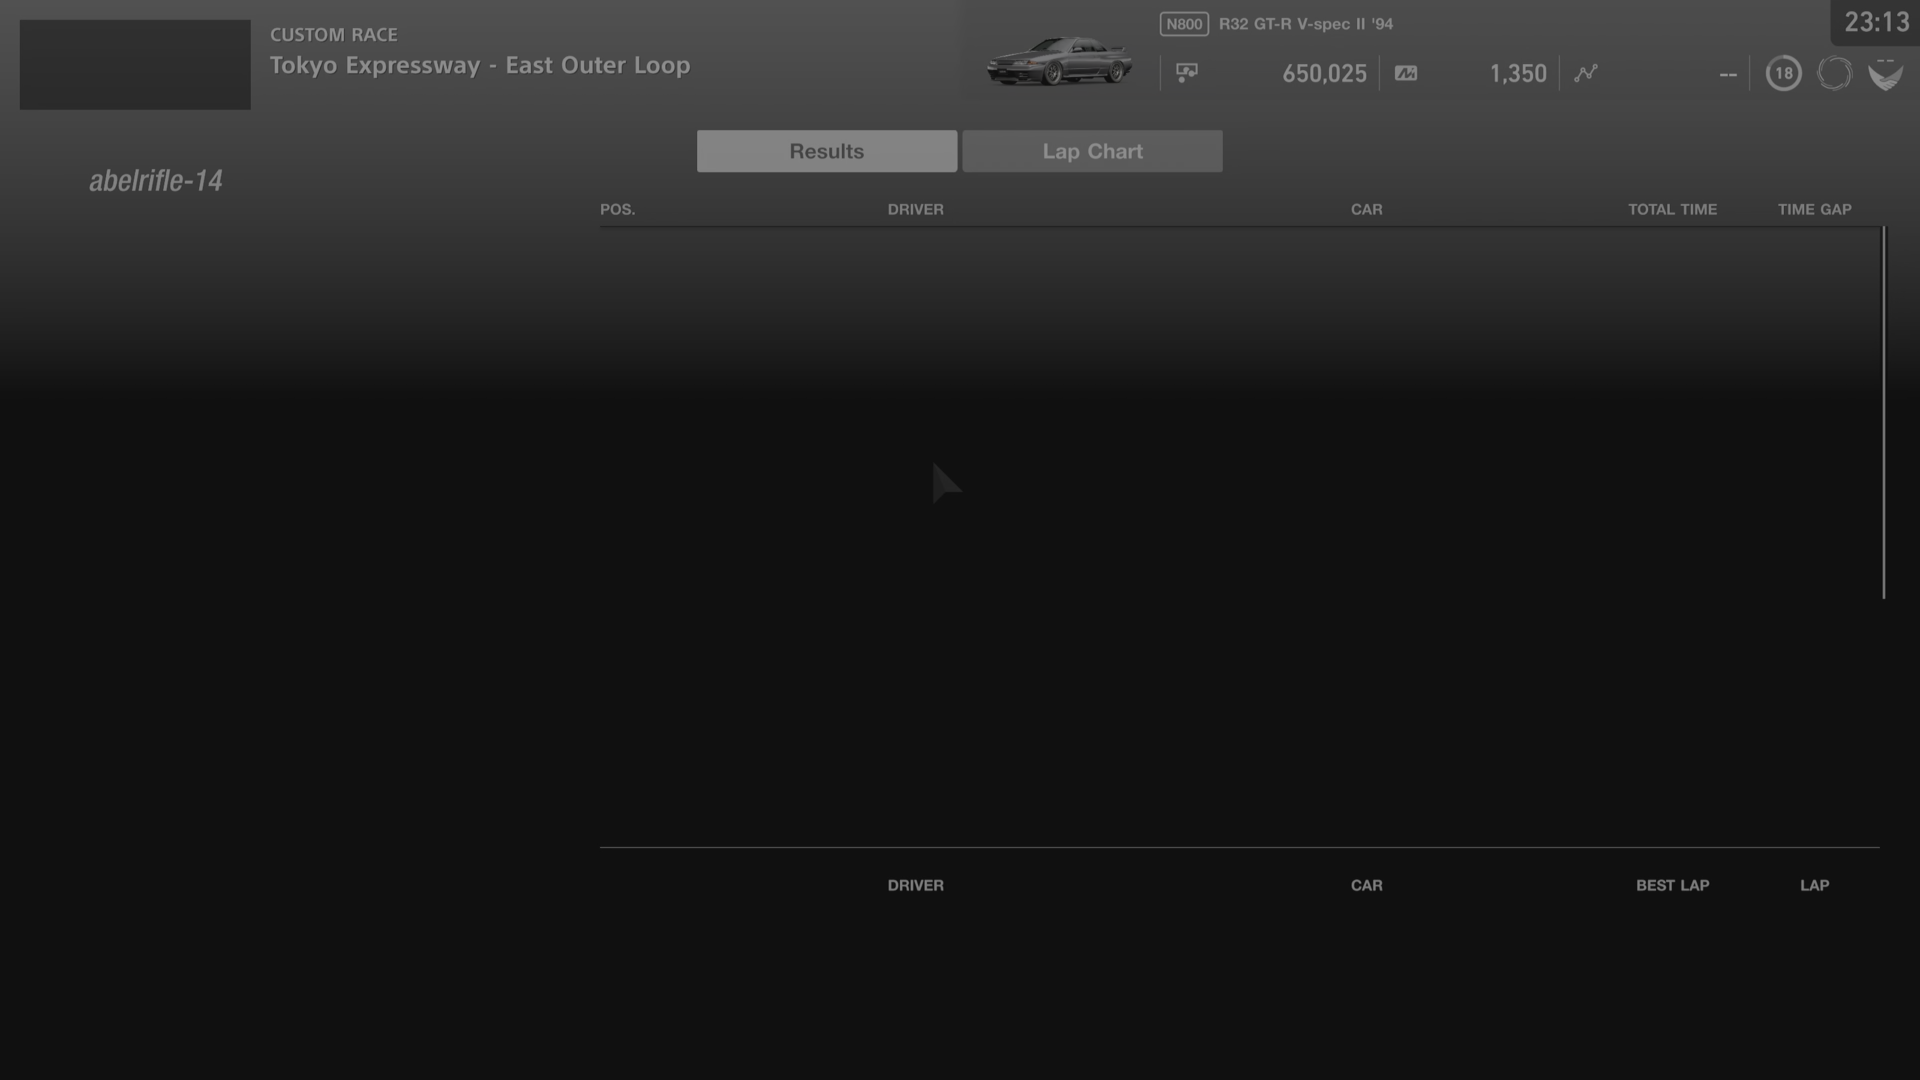 CUSTOM RACE
Tokyo Expressway - East Outer Loop
N800 R32 GT-R V-spec II '94
23:13
650,025
1,350
--
18
--
Results
Lap Chart
abelrifle-14
POS. DRIVER CAR TOTAL TIME TIME GAP
DRIVER CAR BEST LAP LAP